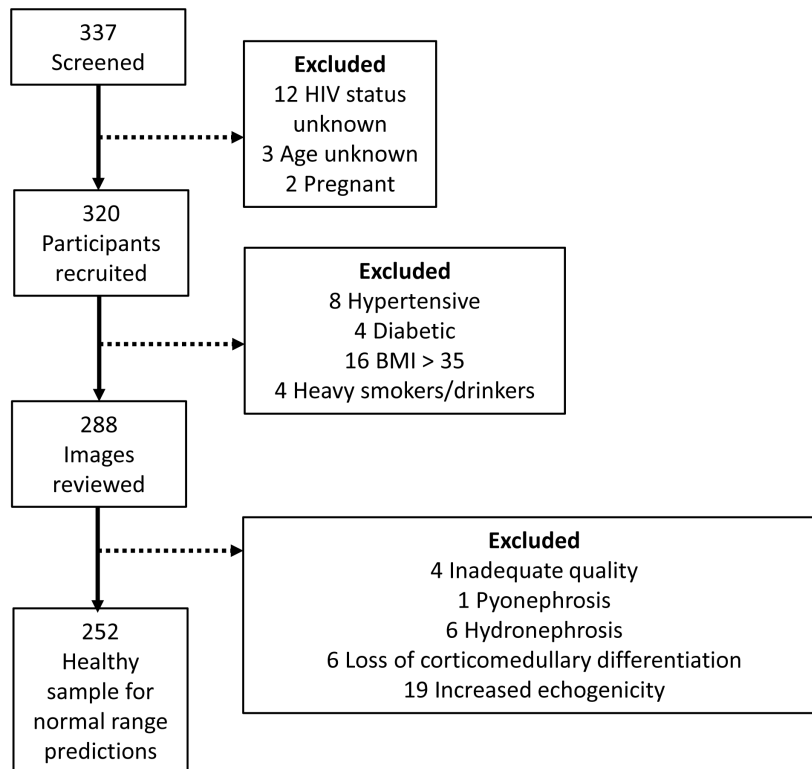 337
Screened
Excluded
12 HIV status
unknown
3 Age unknown
2 Pregnant
320
Participants
recruited
Excluded
8 Hypertensive
4 Diabetic
16 BMI > 35
4 Heavy smokers/drinkers
288
Images
reviewed
Excluded
4 Inadequate quality
1 Pyonephrosis
6 Hydronephrosis
6 Loss of corticomedullary differentiation
19 Increased echogenicity
252
Healthy
sample for
normal range
predictions